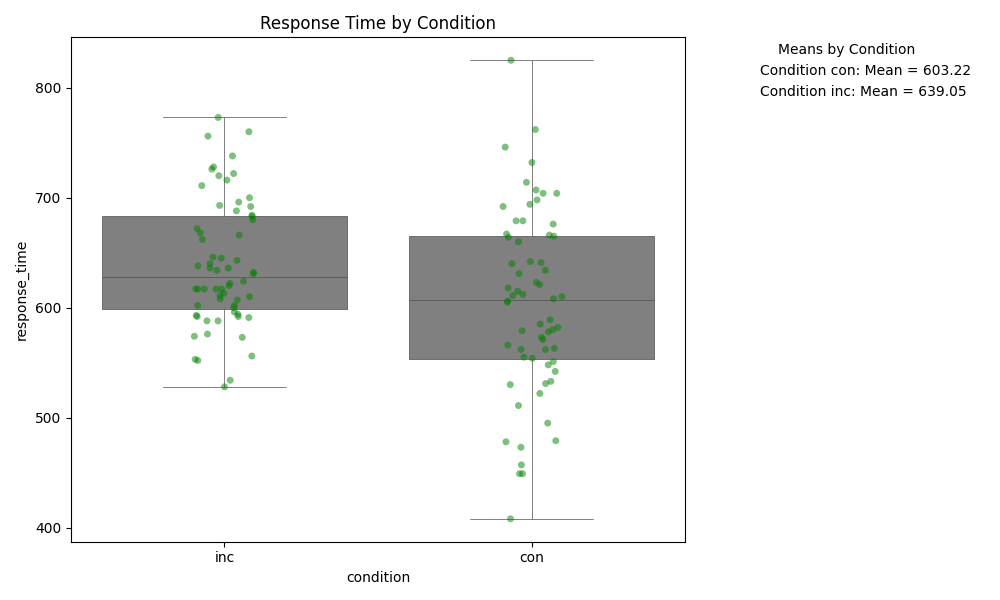 Response Time by Condition
Means by Condition
Condition con: Mean = 603.22
Condition inc: Mean = 639.05
response_time
800
700
600
500
400
inc
con
condition